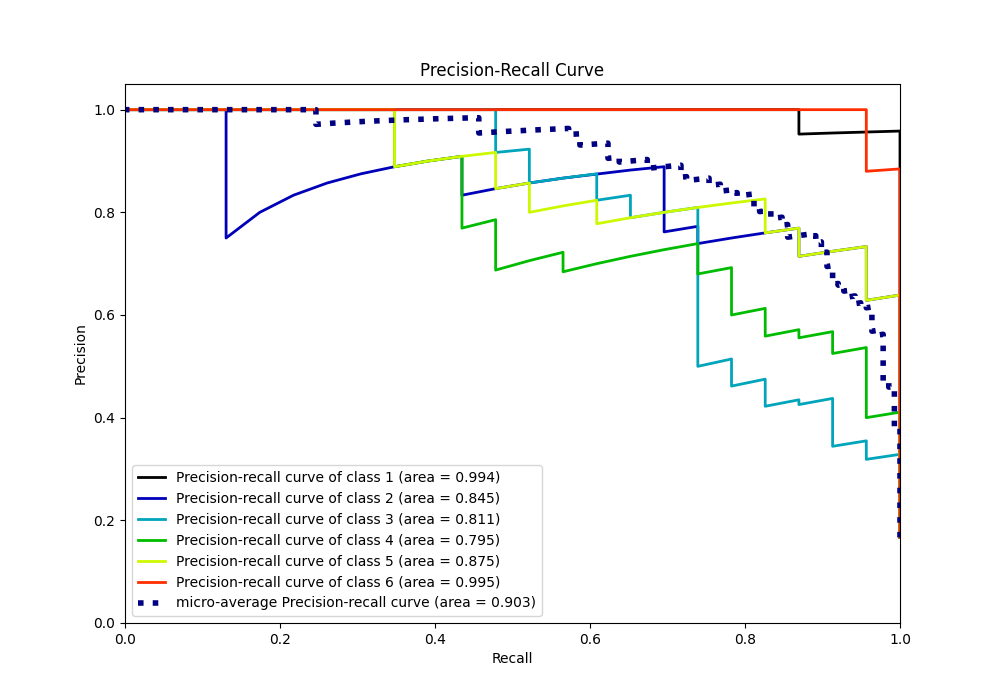 Precision-Recall Curve
1.0
0.8
0.6
0.4
0.2
0.0
Precision
Precision-recall curve of class 1 (area = 0.994)
Precision-recall curve of class 2 (area = 0.845)
Precision-recall curve of class 3 (area = 0.811)
Precision-recall curve of class 4 (area = 0.795)
Precision-recall curve of class 5 (area = 0.875)
Precision-recall curve of class 6 (area = 0.995)
micro-average Precision-recall curve (area = 0.903)
0.0 0.2 0.4 0.6 0.8 1.0
Recall